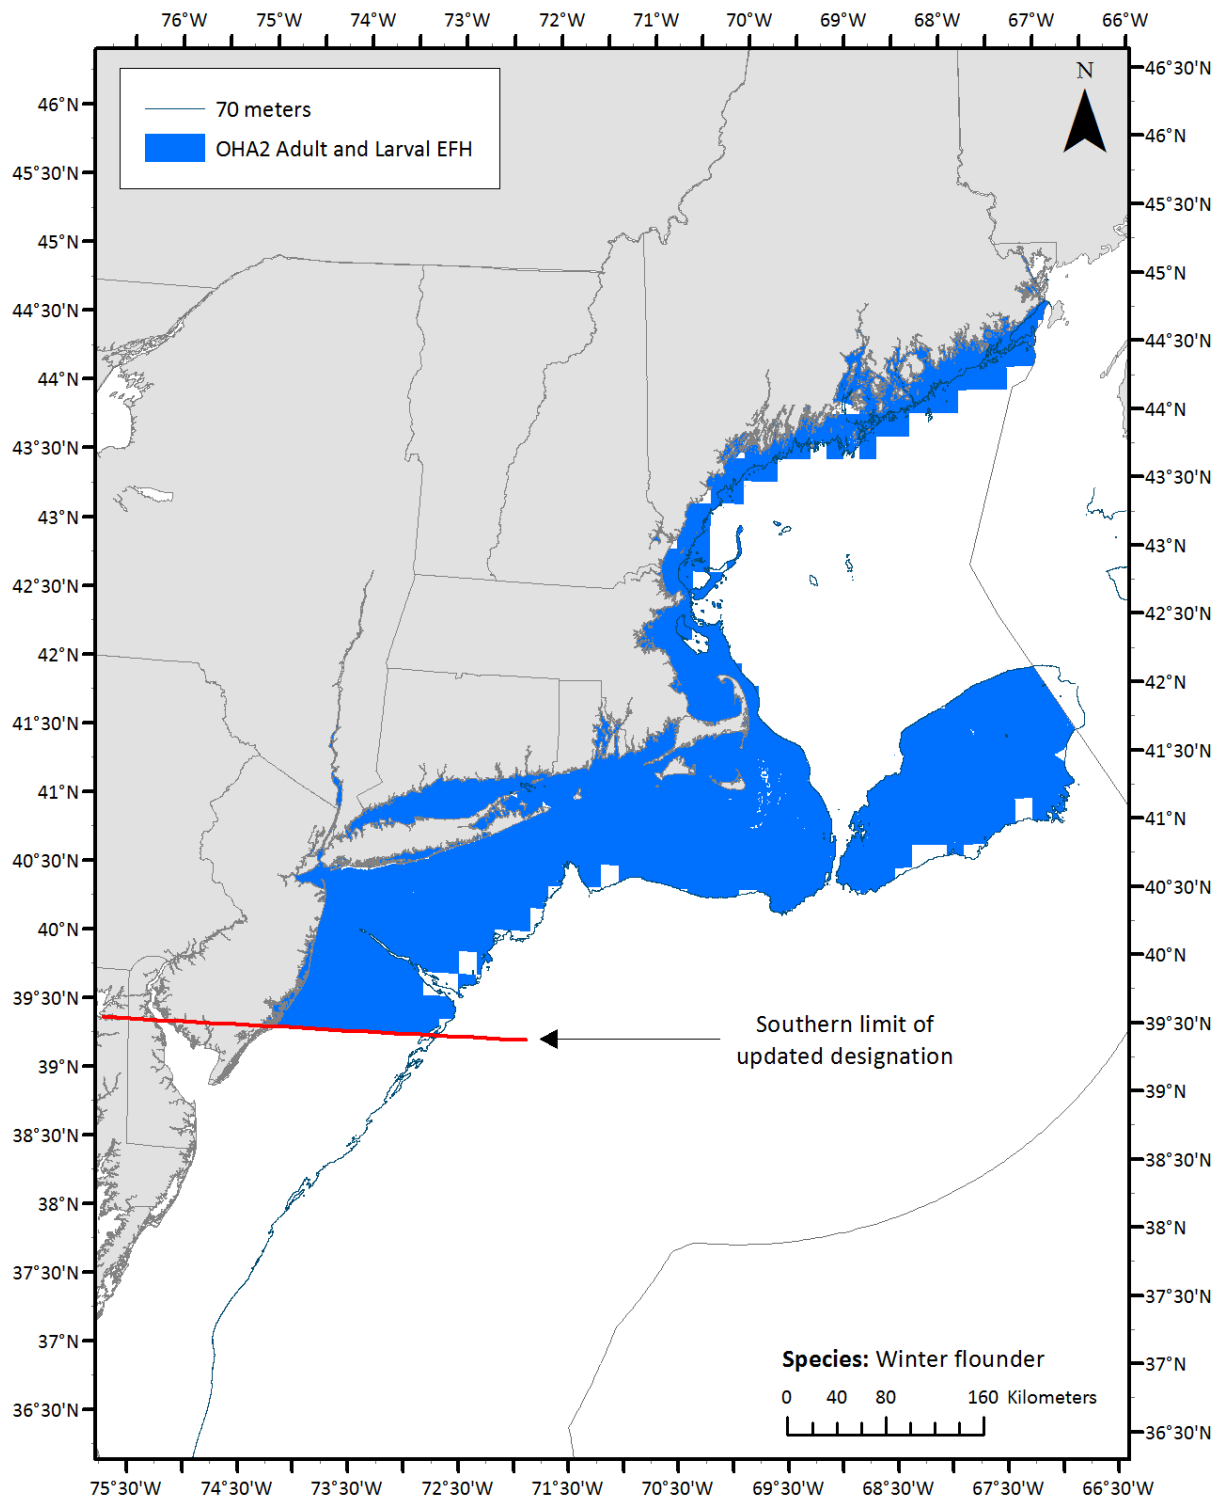 76°W 75°W 74°W 73°W 72°W 71°W 70°W 69°W 68°W 67°W 66°W
70 meters
OHA2 Adult and Larval EFH
N
46°N
45°30'N
45°N
44°30'N
44°N
43°30'N
43°N
42°30'N
42°N
41°30'N
41°N
40°30'N
40°N
39°30'N
39°N
38°30'N
38°N
37°30'N
37°N
36°30'N
46°30'N
46°N
45°30'N
45°N
44°30'N
44°N
43°30'N
43°N
42°30'N
42°N
41°30'N
41°N
40°30'N
40°N
39°30'N
39°N
38°30'N
38°N
37°30'N
37°N
36°30'N
Southern limit of
updated designation
Species: Winter flounder
0 40 80 160 Kilometers
75°30'W 74°30'W 73°30'W 72°30'W 71°30'W 70°30'W 69°30'W 68°30'W 67°30'W 66°30'W